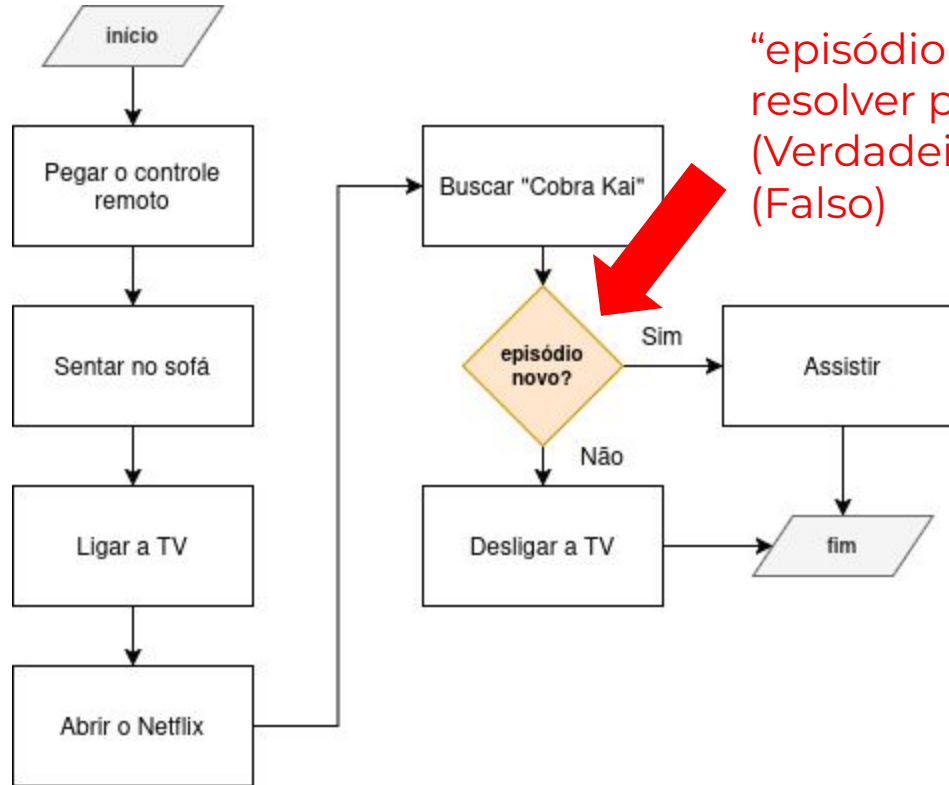 início
Pegar o controle
remoto
Sentar no sofá
Ligar a TV
Abrir o Netflix
Buscar "Cobra Kai"
episódio
novo?
Sim
Assistir
Não
Desligar a TV
fim
“episódio
resolver
(Falso)